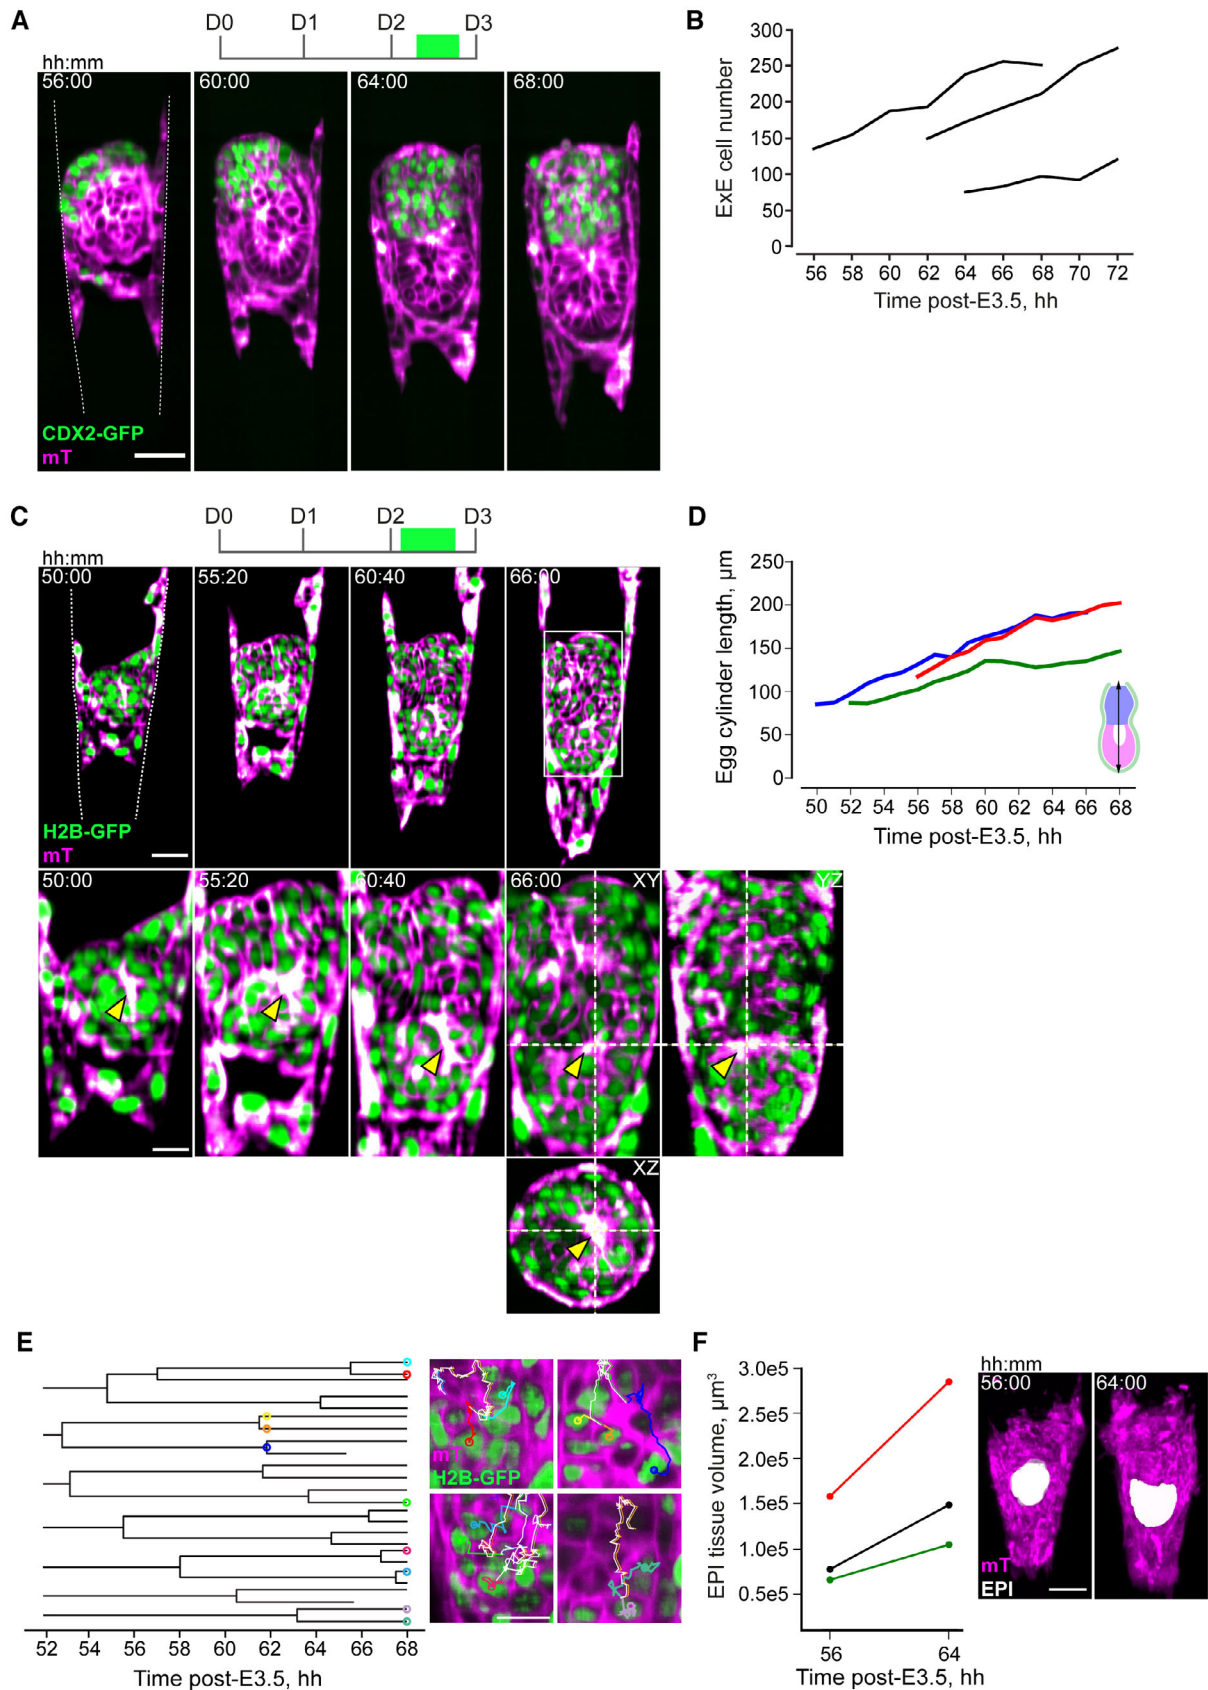 A
D0 D1 D2 D3
hh:mm
56:00 60:00 64:00 68:00
CDX2-GFP
mT
B
ExE cell number
300
250
200
150
100
50
0
56 58 60 62 64 66 68 70 72
Time post-E3.5, hh
C
D0 D1 D2 D3
hh:mm
50:00 55:20 60:40 66:00
H2B-GFP
mT
50:00 55:20 60:40 66:00 XY YZ
XZ
D
Egg cylinder length, µm
250
200
150
100
50
0
50 52 54 56 58 60 62 64 66 68
Time post-E3.5, hh
E
52 54 56 58 60 62 64 66 68
Time post-E3.5, hh
mT
H2B-GFP
F
EPI tissue volume, µm³
3.0e5
2.5e5
2.0e5
1.5e5
1.0e5
0.5e5
56 64
Time post-E3.5, hh
hh:mm
56:00 64:00
mT
EPI